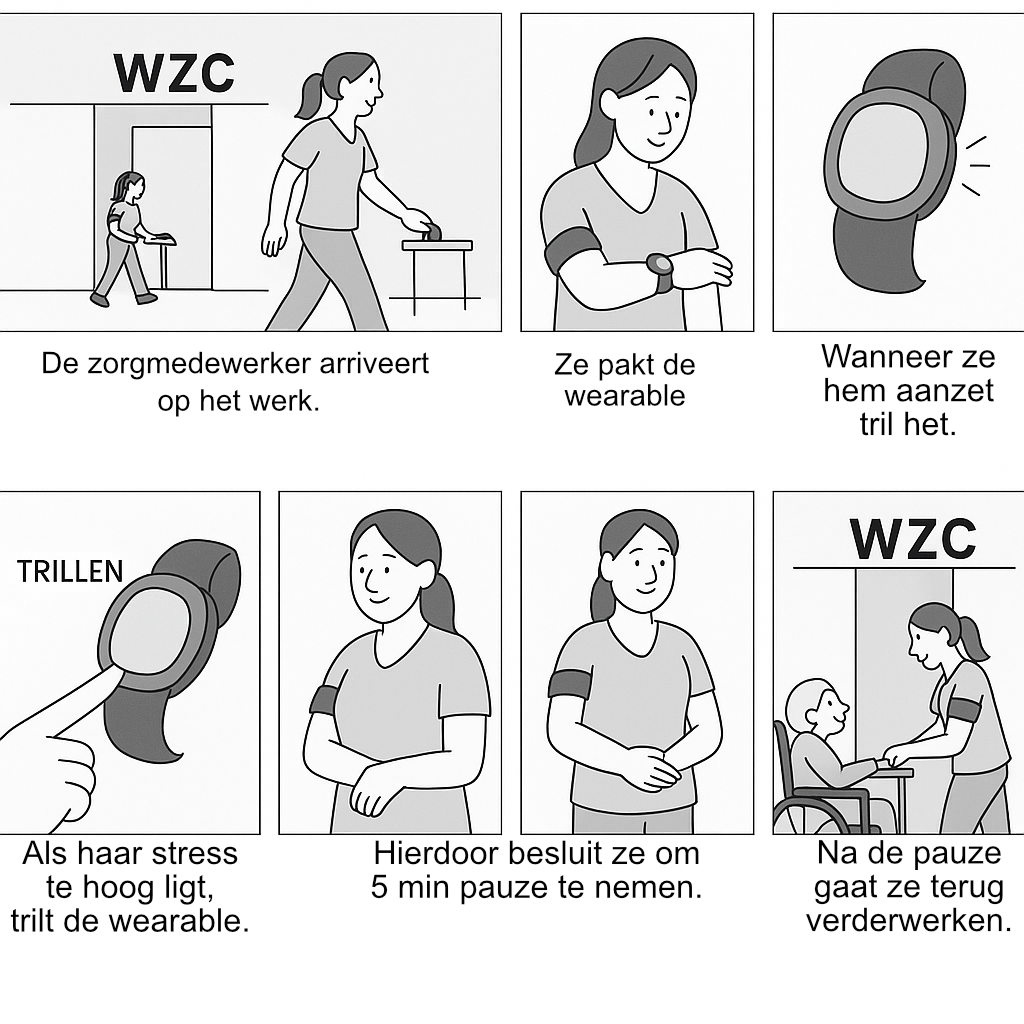 WZC
De zorgmedewerker arriveert
op het werk.
Ze pakt de
wearable
Wanneer ze
hem aanzet
tril het.
TRILLEN
Als haar stress
te hoog ligt,
trilt de wearable.
Hierdoor besluit ze om
5 min pauze te nemen.
WZC
Na de pauze
gaat ze terug
verderwerken.